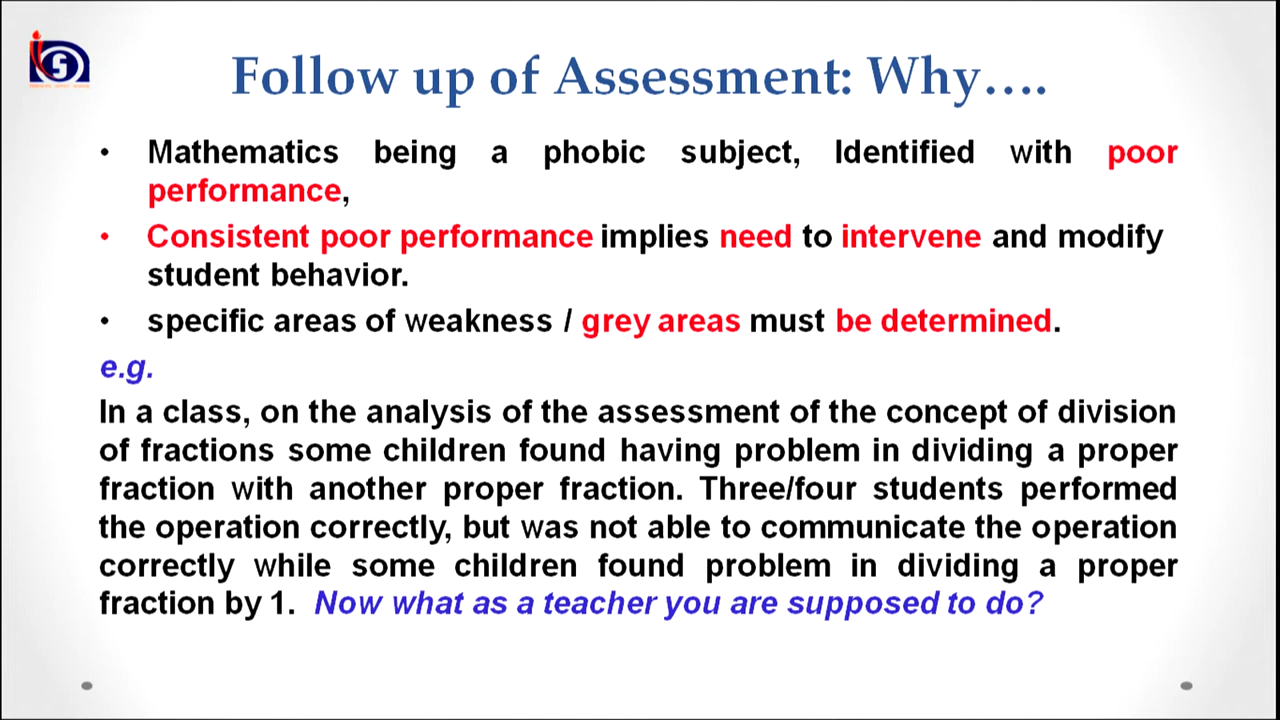 Follow up of Assessment: Why….
• Mathematics being a phobic subject, Identified with poor
performance,
• Consistent poor performance implies need to intervene and modify
student behavior.
• specific areas of weakness / grey areas must be determined.
e.g.
In a class, on the analysis of the assessment of the concept of division
of fractions some children found having problem in dividing a proper
fraction with another proper fraction. Three/four students performed
the operation correctly, but was not able to communicate the operation
correctly while some children found problem in dividing a proper
fraction by 1. Now what as a teacher you are supposed to do?